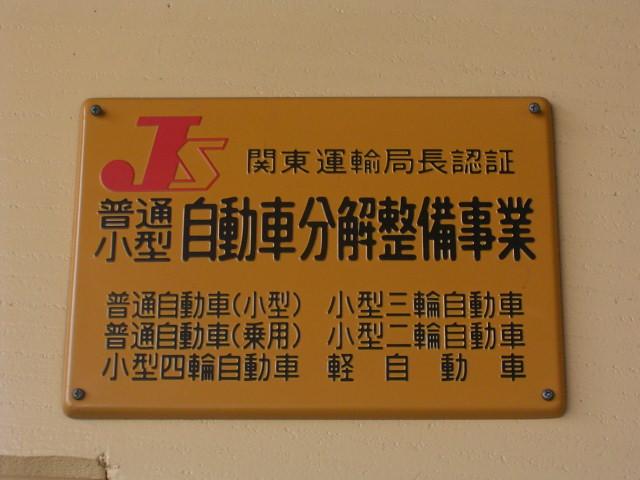 JS 関東運輸局長認証
普通
小型 自動車分解整備事業
普通自動車(小型) 小型三輪自動車
普通自動車(乗用) 小型二輪自動車
小型四輪自動車 軽自動車